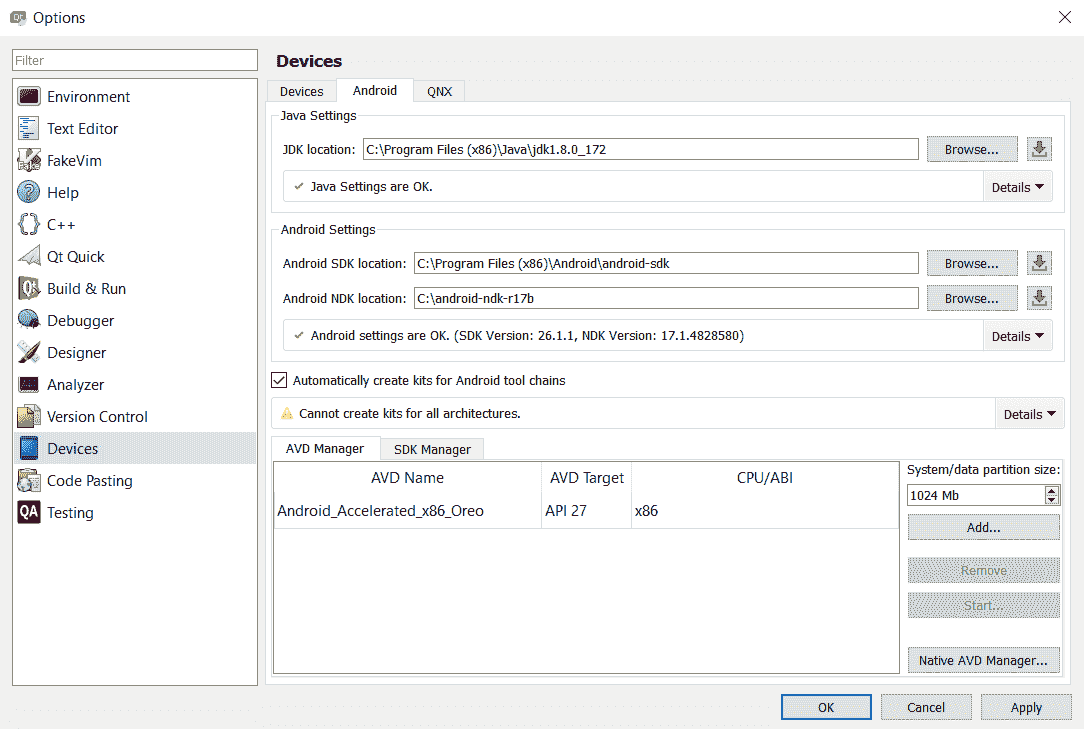 Options
Filter
Environment
Text Editor
FakeVim
Help
C++
Qt Quick
Build & Run
Debugger
Designer
Analyzer
Version Control
Devices
Code Pasting
QA Testing
Devices
Devices Android QNX
Java Settings
JDK location: C:\Program Files (x86)\Java\jdk1.8.0_172 Browse...
Java Settings are OK. Details
Android Settings
Android SDK location: C:\Program Files (x86)\Android\android-sdk Browse...
Android NDK location: C:\android-ndk-r17b Browse...
Android settings are OK. (SDK Version: 26.1.1, NDK Version: 17.1.4828580) Details
Automatically create kits for Android tool chains
Cannot create kits for all architectures. Details
AVD Manager SDK Manager
AVD Name AVD Target CPU/ABI
Android_Accelerated_x86_Oreo API 27 x86
System/data partition size:
1024 Mb
Add...
Remove
Start...
Native AVD Manager...
OK Cancel Apply